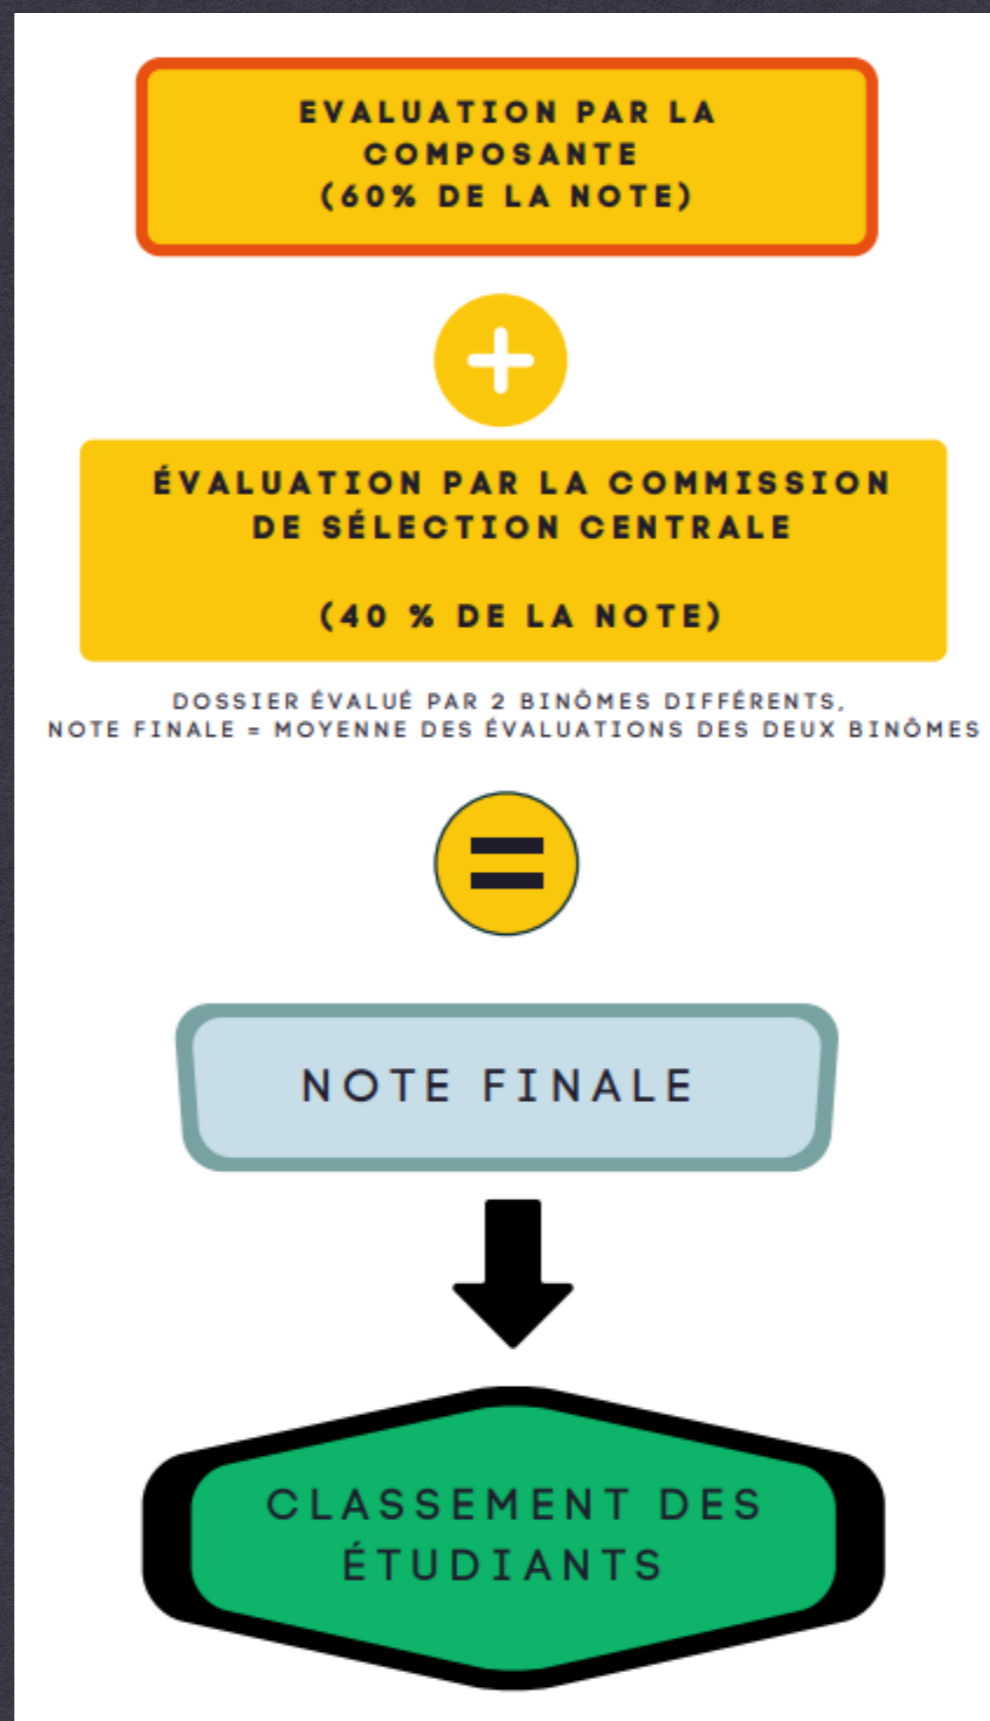 EVALUATION PAR LA
COMPOSANTE
(60% DE LA NOTE)
+
ÉVALUATION PAR LA COMMISSION
DE SÉLECTION CENTRALE
(40 % DE LA NOTE)
DOSSIER ÉVALUÉ PAR 2 BINÔMES DIFFÉRENTS,
NOTE FINALE = MOYENNE DES ÉVALUATIONS DES DEUX BINÔMES
=
NOTE FINALE
CLASSEMENT DES
ÉTUDIANTS